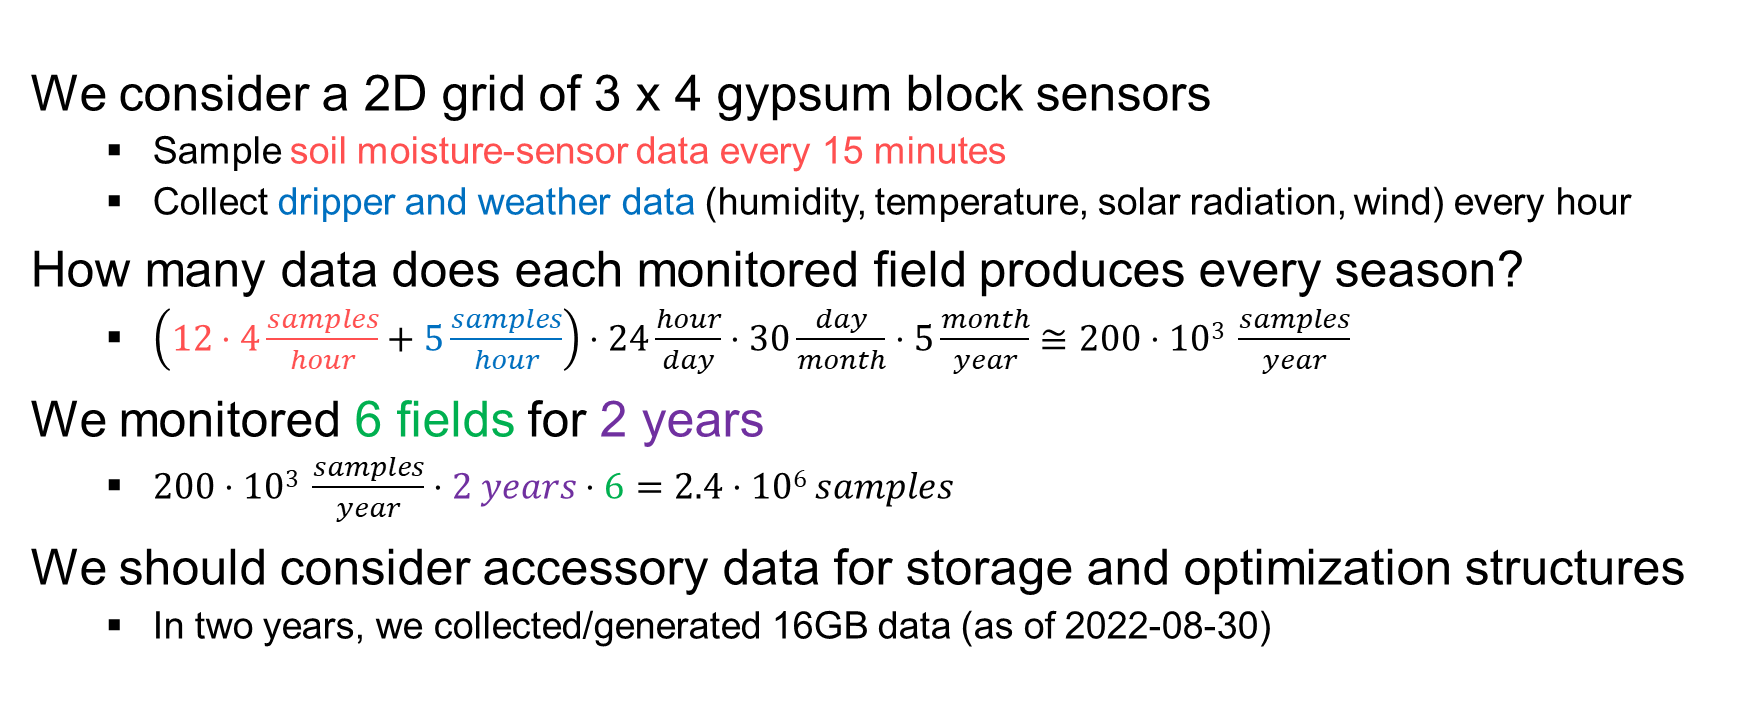 We consider a 2D grid of 3 x 4 gypsum block sensors
▪ Sample soil moisture-sensor data every 15 minutes
▪ Collect dripper and weather data (humidity, temperature, solar radiation, wind) every hour
How many data does each monitored field produces every season?
▪ (12 · 4 samples/hour + 5 samples/hour) · 24 hour/day · 30 day/month · 5 month/year ≅ 200 · 10³ samples/year
We monitored 6 fields for 2 years
▪ 200 · 10³ samples/year · 2 years · 6 = 2.4 · 10⁶ samples
We should consider accessory data for storage and optimization structures
▪ In two years, we collected/generated 16GB data (as of 2022-08-30)